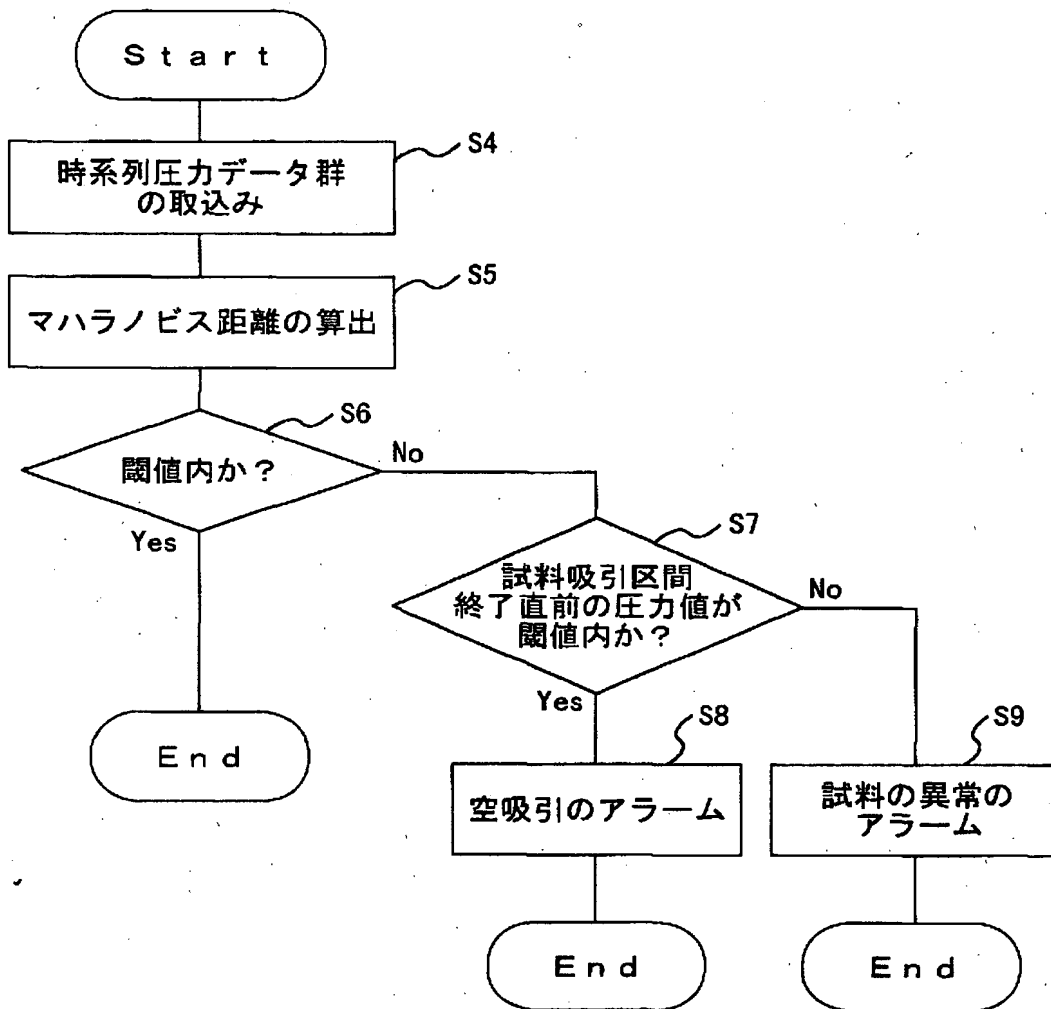 Start
S4
時系列圧力データ群
の取込み
S5
マハラノビス距離の算出
S6
閾値内か？
No
Yes
End
S7
試料吸引区間
終了直前の圧力値が
閾値内か？
No
Yes
S8
空吸引のアラーム
End
S9
試料の異常の
アラーム
End